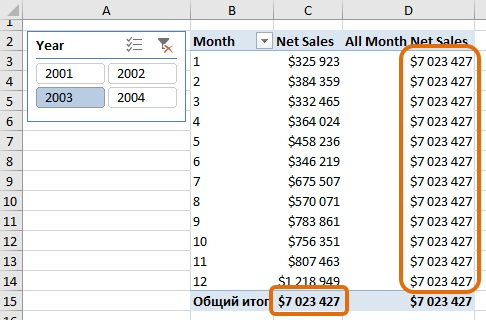 A B C D
1
2 Month Net Sales All Month Net Sales
Year
2001 2002
2003 2004
3 1 $325 923 $7 023 427
4 2 $384 359 $7 023 427
5 3 $332 465 $7 023 427
6 4 $364 024 $7 023 427
7 5 $458 236 $7 023 427
8 6 $346 219 $7 023 427
9 7 $675 507 $7 023 427
10 8 $570 071 $7 023 427
11 9 $783 861 $7 023 427
12 10 $756 351 $7 023 427
13 11 $807 463 $7 023 427
14 12 $1 218 949 $7 023 427
15 Общий итог $7 023 427 $7 023 427